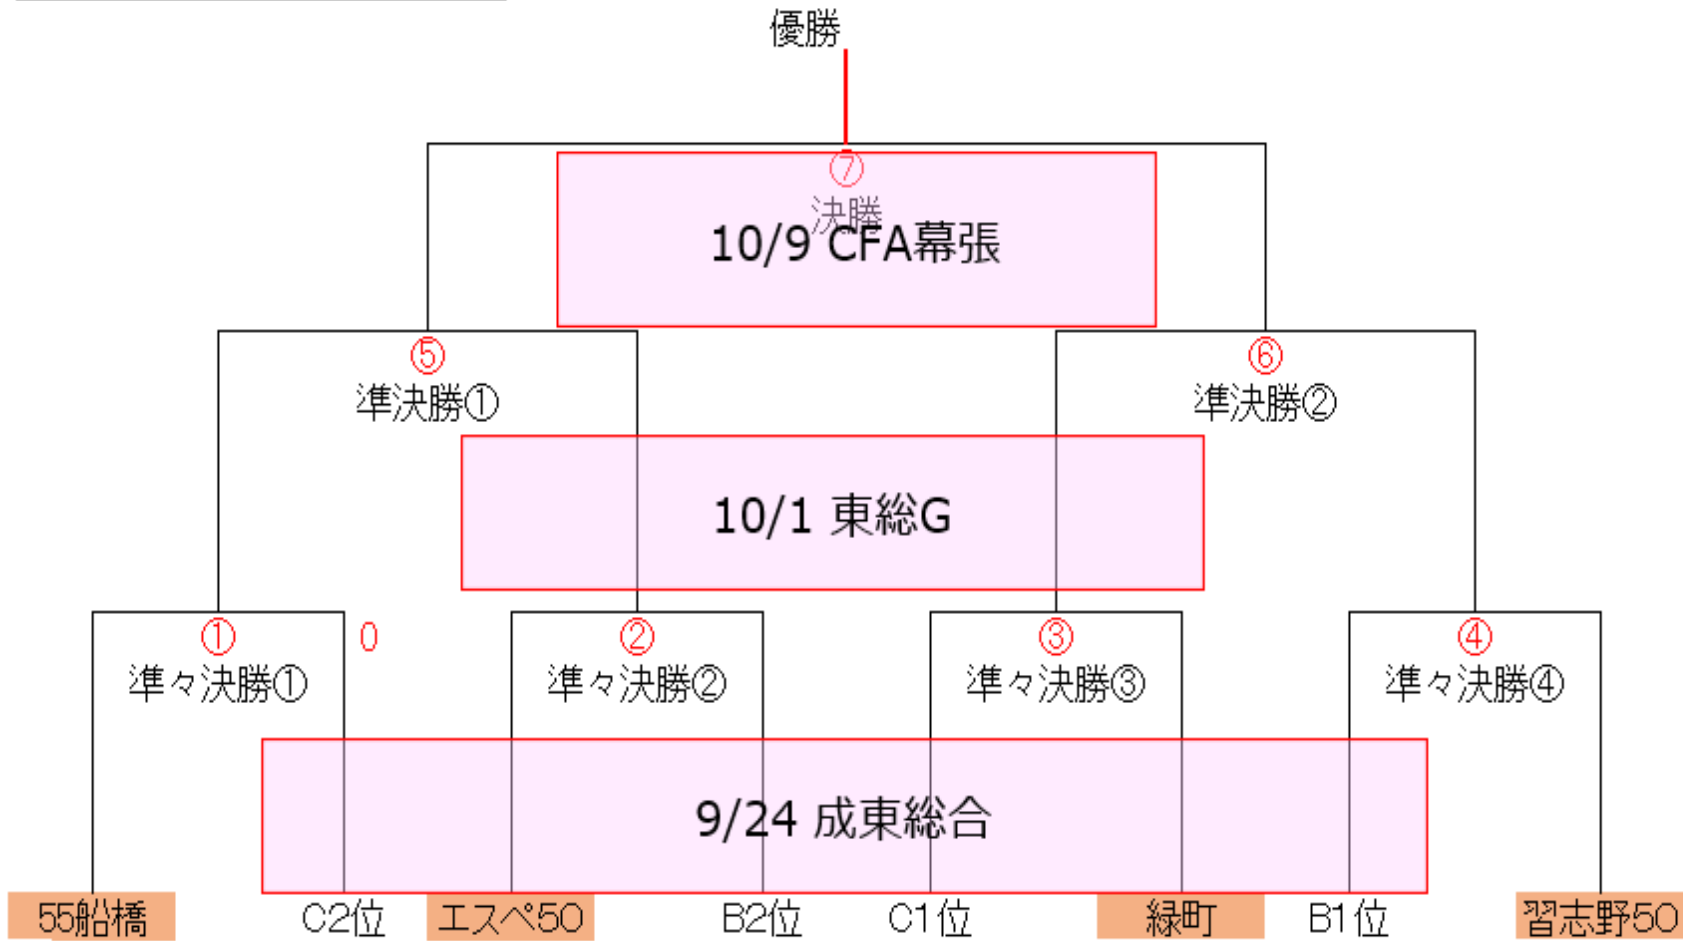 優勝
⑦
決勝
10/9 CFA幕張
⑤
⑥
準決勝①
準決勝②
10/1 東総G
①
0
②
③
④
準々決勝①
準々決勝②
準々決勝③
準々決勝④
9/24 成東総合
55船橋
C2位
エスペ50
B2位
C1位
緑町
B1位
習志野50